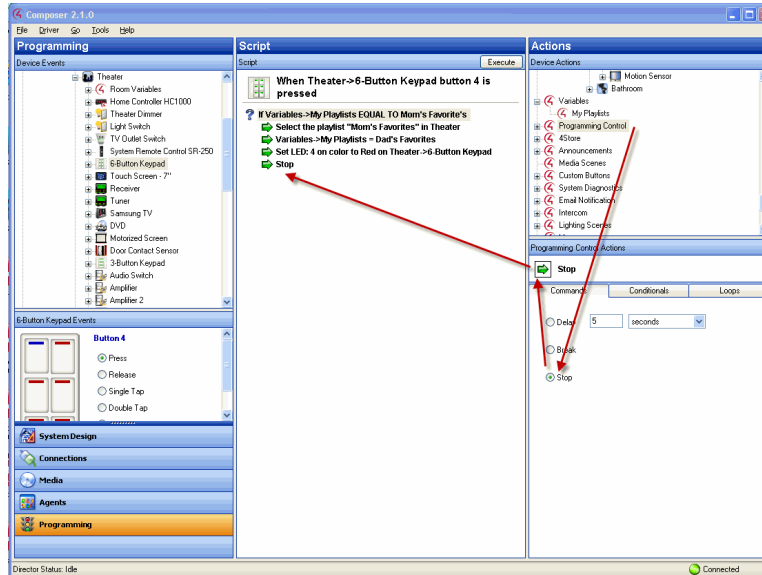 Composer 2.1.0
File Driver Go Tools Help
Programming
Device Events
Theater
Room Variables
Home Controller HC1000
Theater Dimmer
Light Switch
TV Outlet Switch
System Remote Control SR-250
6-Button Keypad
Touch Screen - 7"
Receiver
Tuner
Samsung TV
DVD
Motorized Screen
Door Contact Sensor
3-Button Keypad
Audio Switch
Amplifier
Amplifier 2
6-Button Keypad Events
Button 4
Press
Release
Single Tap
Double Tap
System Design
Connections
Media
Agents
Programming
Director Status: Idle
Script
Script
Execute
When Theater->6-Button Keypad button 4 is
pressed
If Variables->My Playlists EQUAL TO Mom's Favorite's
Select the playlist "Mom's Favorites" in Theater
Variables->My Playlists = Dad's Favorites
Set LED: 4 on color to Red on Theater->6-Button Keypad
Stop
Actions
Device Actions
Motion Sensor
Bathroom
Variables
My Playlists
Programming Control
4Store
Announcements
Media Scenes
Custom Buttons
System Diagnostics
Email Notification
Intercom
Lighting Scenes
Programming Control Actions
Stop
Commands Conditionals Loops
Delay 5 seconds
Break
Stop
Connected